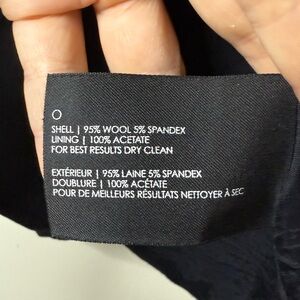 O
SHELL | 95% WOOL 5% SPANDEX
LINING | 100% ACETATE
FOR BEST RESULTS DRY CLEAN
EXTÉRIEUR | 95% LAINE 5% SPANDEX
DOUBLURE | 100% ACÉTATE
POUR DE MEILLEURS RÉSULTATS NETTOYER À SEC